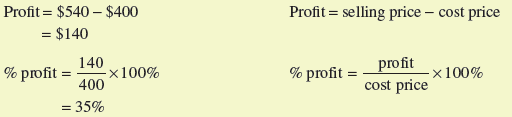 Profit = $540 − $400
= $140
% profit = 140/400 × 100%
= 35%
Profit = selling price − cost price
% profit = profit/cost price × 100%